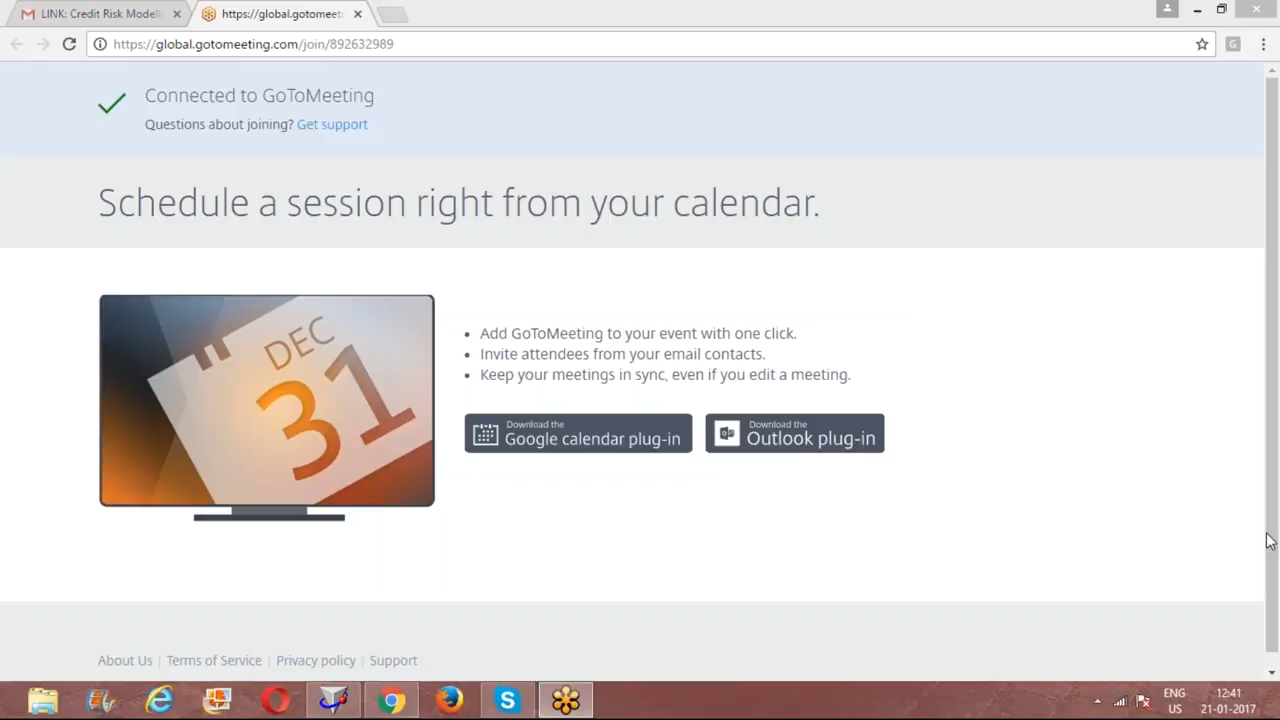 LINK: Credit Risk Modelli
https://global.gotomeeti
https://global.gotomeeting.com/join/892632989
G
Connected to GoToMeeting
Questions about joining? Get support
Schedule a session right from your calendar.
DEC
31
Add GoToMeeting to your event with one click.
Invite attendees from your email contacts.
Keep your meetings in sync, even if you edit a meeting.
Download the
Google calendar plug-in
Download the
Outlook plug-in
About Us | Terms of Service | Privacy policy | Support
ENG
US
12:41
21-01-2017